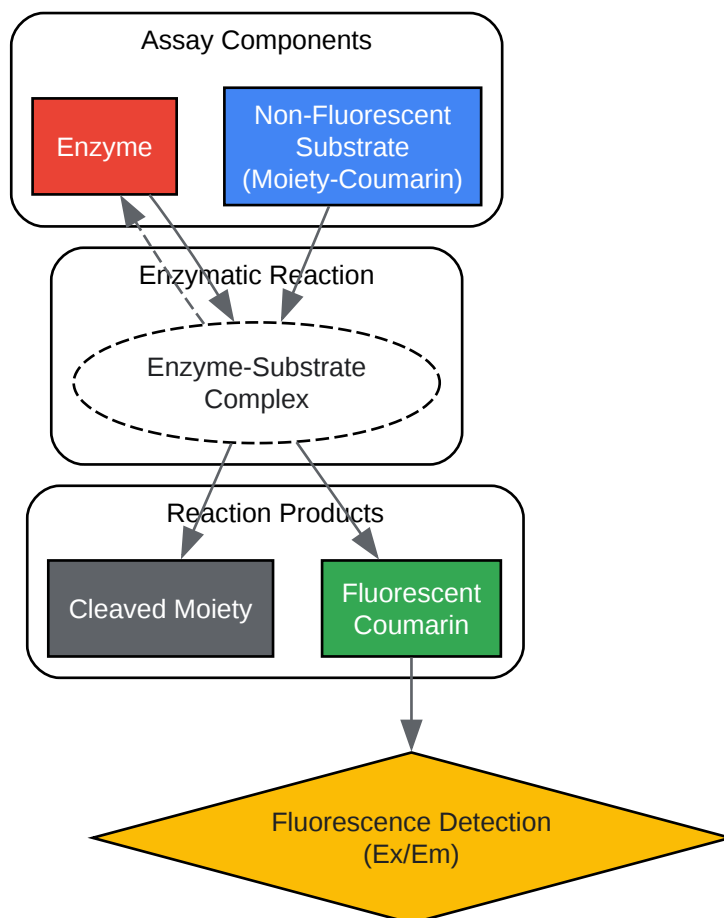 Assay Components
Enzyme
Non-Fluorescent
Substrate
(Moiety-Coumarin)
Enzymatic Reaction
Enzyme-Substrate
Complex
Reaction Products
Cleaved Moiety
Fluorescent
Coumarin
Fluorescence Detection
(Ex/Em)